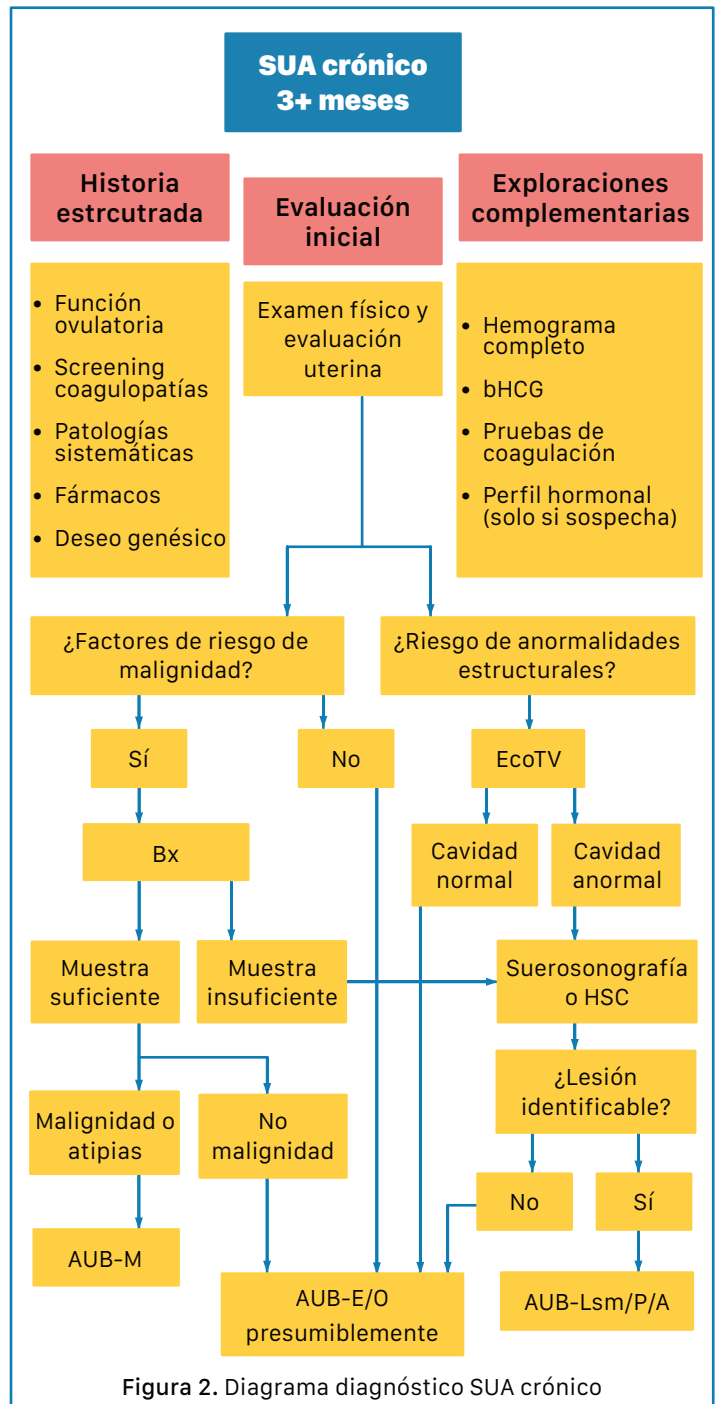 SUA crónico
3+ meses
Historia
estrcutrada
Evaluación
inicial
Exploraciones
complementarias
• Función
ovulatoria
• Screening
coagulopatías
• Patologías
sistemáticas
• Fármacos
• Deseo genésico
Examen físico y
evaluación
uterina
• Hemograma
completo
• bHCG
• Pruebas de
coagulación
• Perfil hormonal
(solo si sospecha)
¿Factores de riesgo de
malignidad?
¿Riesgo de anormalidades
estructurales?
Sí
No
EcoTV
Bx
Cavidad
normal
Cavidad
anormal
Muestra
suficiente
Muestra
insuficiente
Suerosonografía
o HSC
Malignidad o
atipias
No
malignidad
¿Lesión
identificable?
No
Sí
AUB-M
AUB-E/O
presumiblemente
AUB-Lsm/P/A
Figura 2. Diagrama diagnóstico SUA crónico